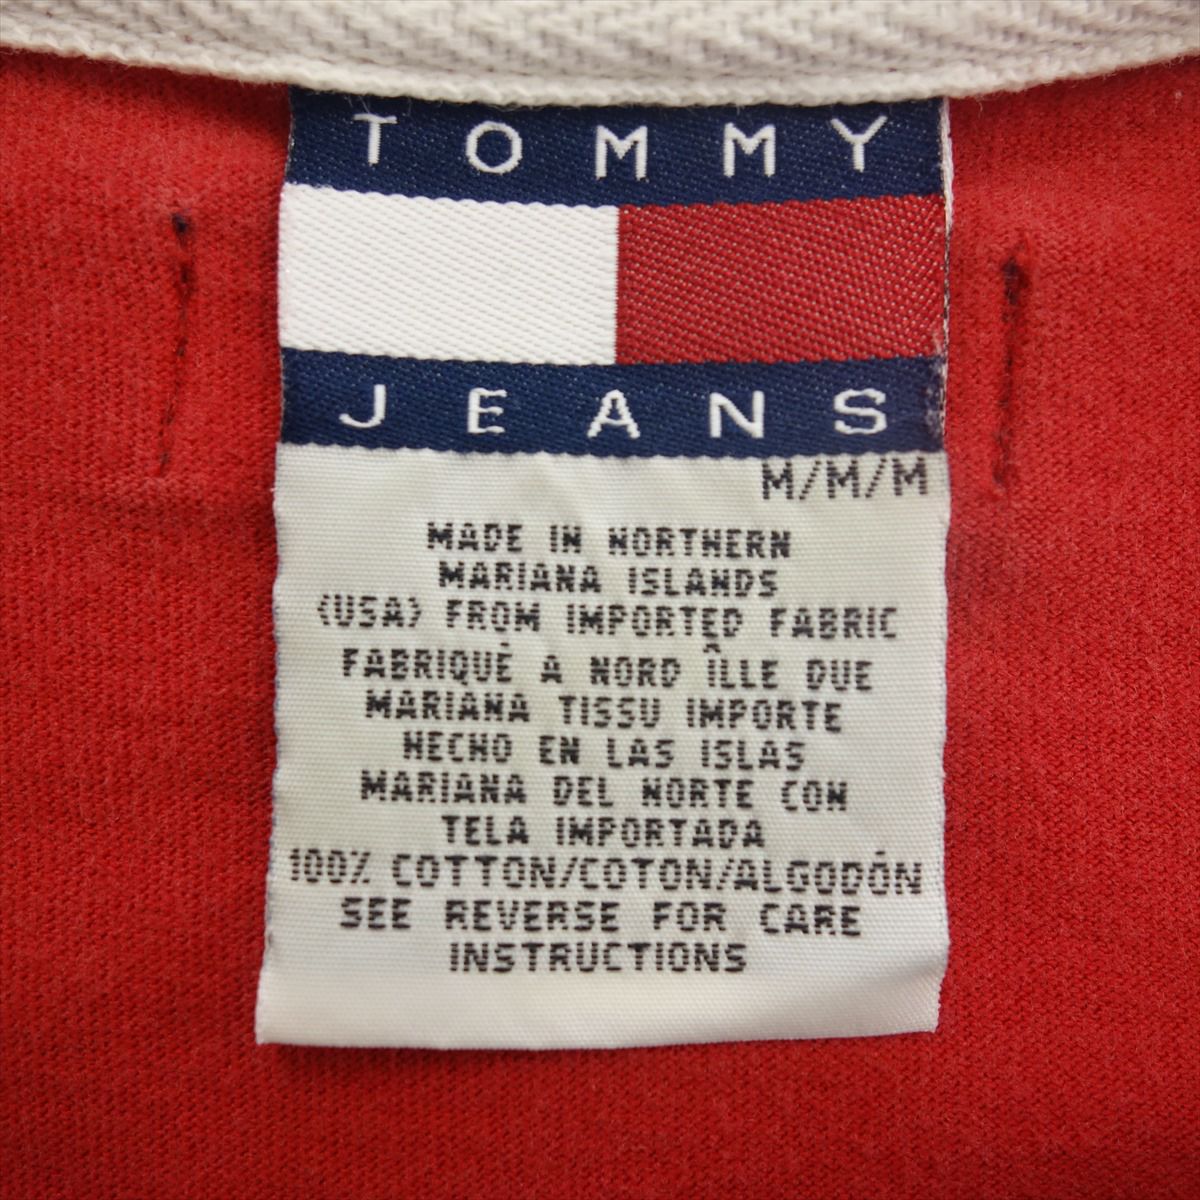 TOMMY
JEANS
M/M/M
MADE IN NORTHERN
MARIANA ISLANDS
(USA) FROM IMPORTED FABRIC
FABRIQUÉ A NORD ÎLLE DUE
MARIANA TISSU IMPORTE
HECHO EN LAS ISLAS
MARIANA DEL NORTE CON
TELA IMPORTADA
100% COTTON/COTON/ALGODÓN
SEE REVERSE FOR CARE
INSTRUCTIONS